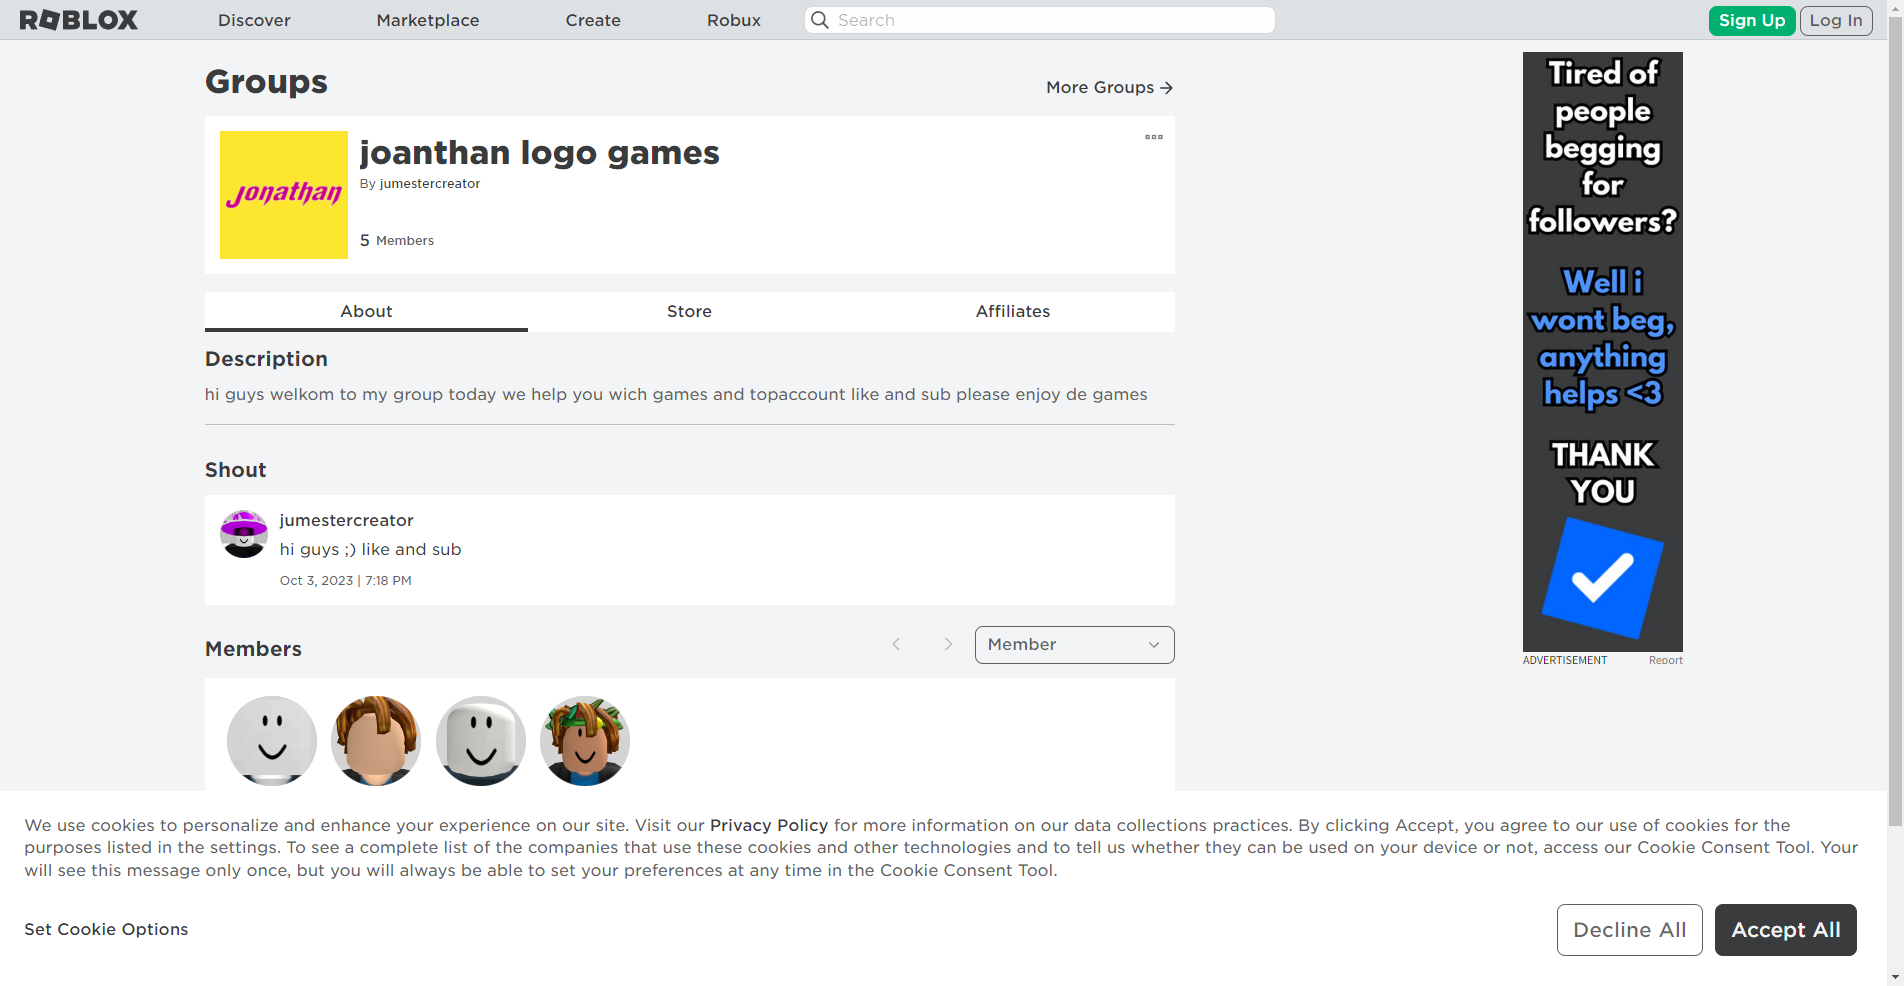 ROBLOX Discover Marketplace Create Robux Search Sign Up Log In
Groups
More Groups
jonathan
joanthan logo games
By jumestercreator
5 Members
About Store Affiliates
Description
hi guys welkom to my group today we help you wich games and topaccount like and sub please enjoy de games
Shout
jumestercreator
hi guys ;) like and sub
Oct 3, 2023 | 7:18 PM
Members
Member
Tired of
people
begging
for
followers?
Well i
wont beg,
anything
helps <3
THANK
YOU
ADVERTISEMENT Report
We use cookies to personalize and enhance your experience on our site. Visit our Privacy Policy for more information on our data collections practices. By clicking Accept, you agree to our use of cookies for the
purposes listed in the settings. To see a complete list of the companies that use these cookies and other technologies and to tell us whether they can be used on your device or not, access our Cookie Consent Tool. Your
will see this message only once, but you will always be able to set your preferences at any time in the Cookie Consent Tool.
Set Cookie Options
Decline All
Accept All